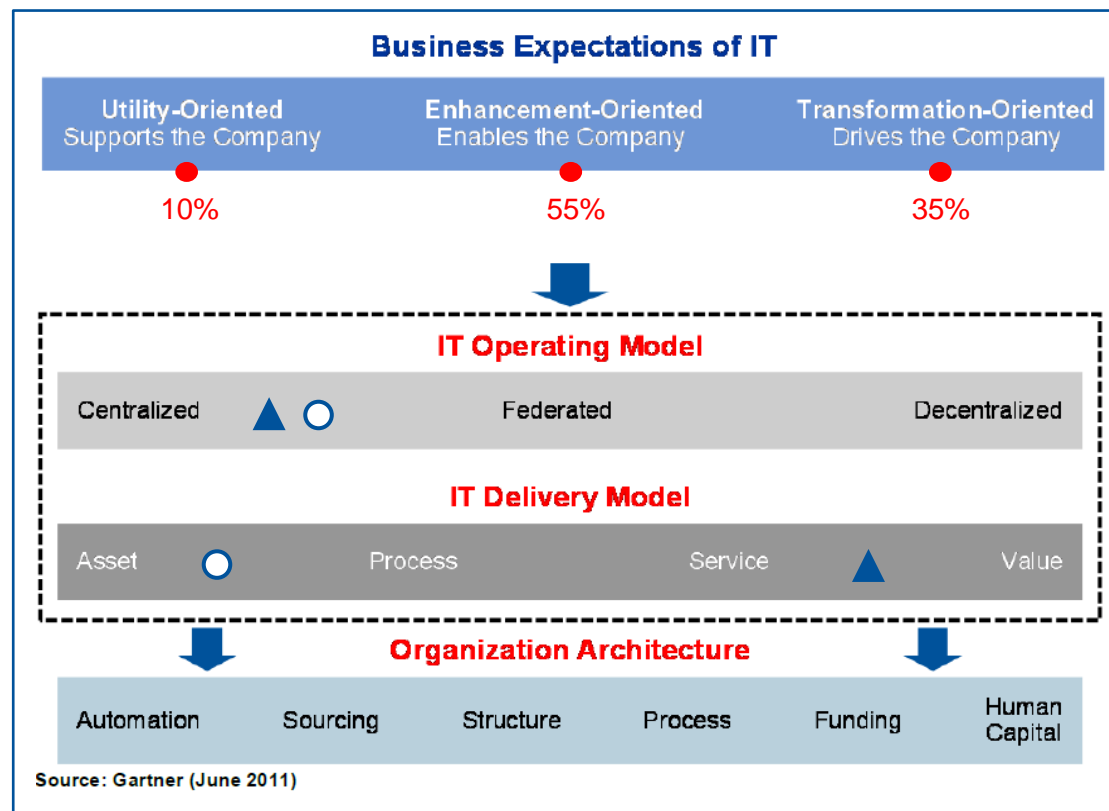 Business Expectations of IT
Utility-Oriented Enhancement-Oriented Transformation-Oriented
Supports the Company Enables the Company Drives the Company
10% 55% 35%
IT Operating Model
Centralized Federated Decentralized
IT Delivery Model
Asset Process Service Value
Organization Architecture
Automation Sourcing Structure Process Funding Human
Capital
Source: Gartner (June 2011)